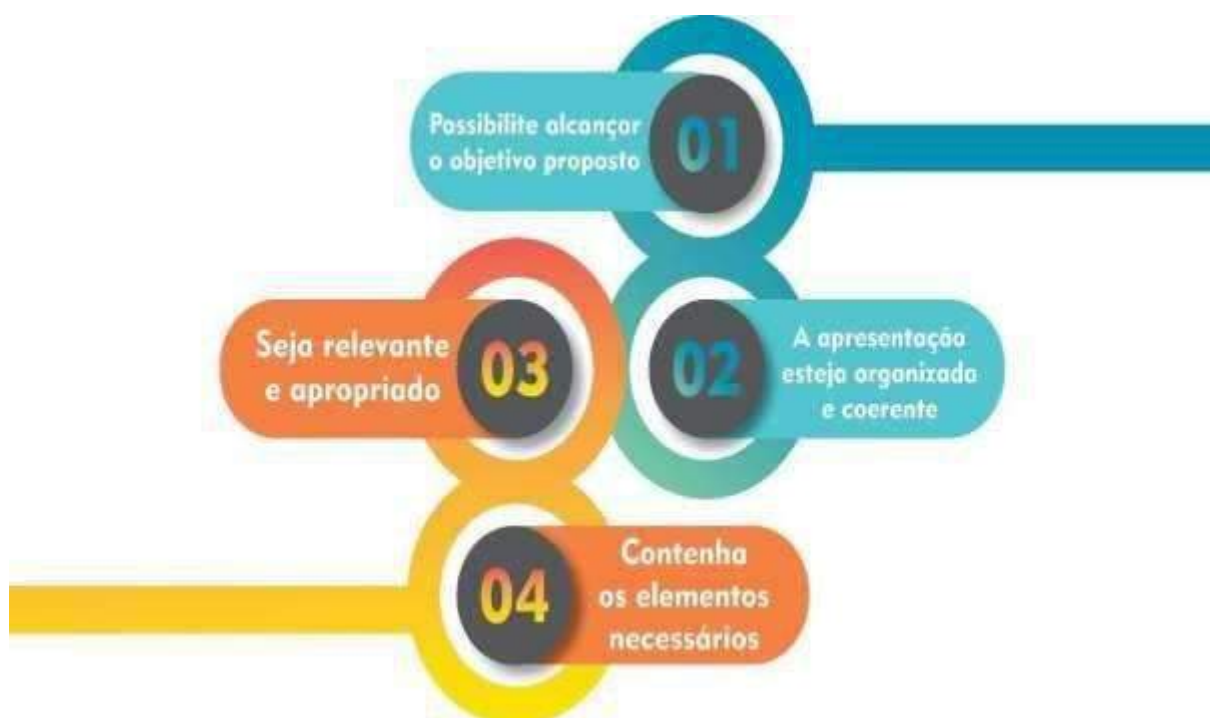 Possibilite alcançar
o objetivo proposto
01
03
Seja relevante
e apropriado
02
A apresentação
esteja organizada
e coerente
04
Contenha
os elementos
necessários